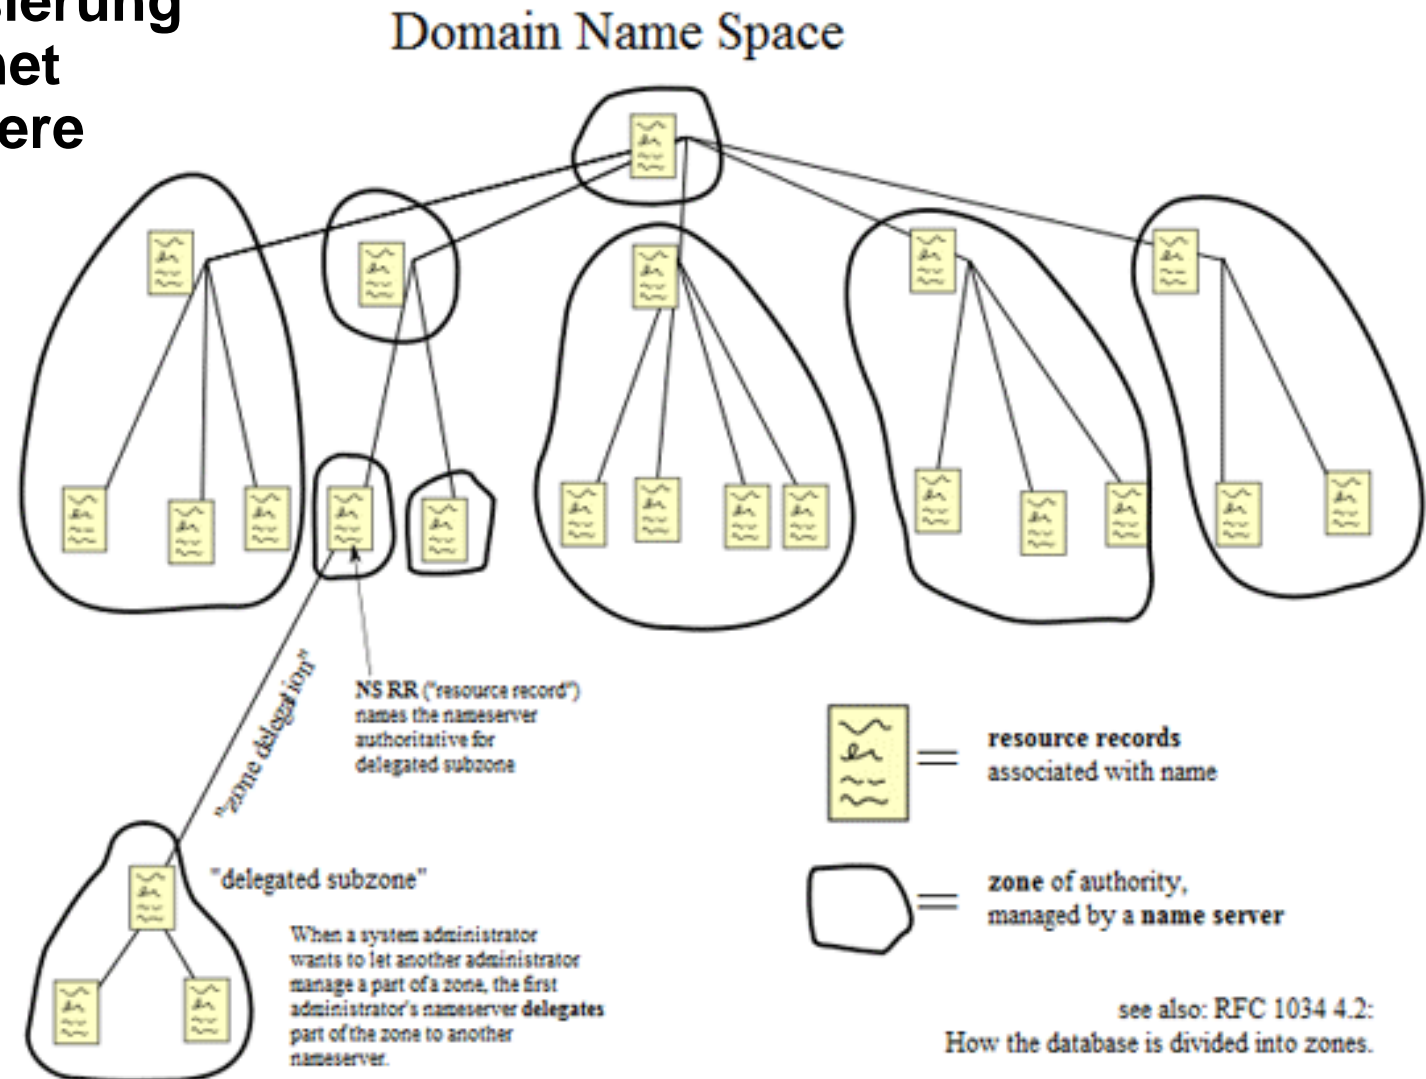 Domain Name Space
"zone delegation"
NS RR ("resource record")
names the nameserver
authoritative for
delegated subzone
resource records
associated with name
"delegated subzone"
When a system administrator
wants to let another administrator
manage a part of a zone, the first
administrator's nameserver delegates
part of the zone to another
nameserver.
zone of authority,
managed by a name server
see also: RFC 1034 4.2:
How the database is divided into zones.